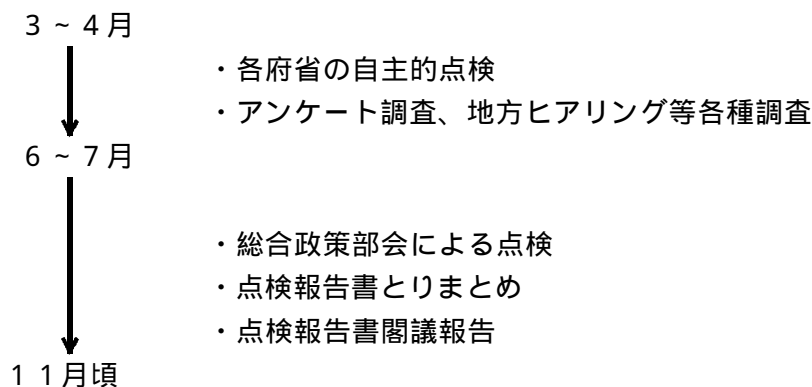 ３～４月
・各府省の自主的点検
・アンケート調査、地方ヒアリング等各種調査
６～７月
・総合政策部会による点検
・点検報告書とりまとめ
・点検報告書閣議報告
１１月頃